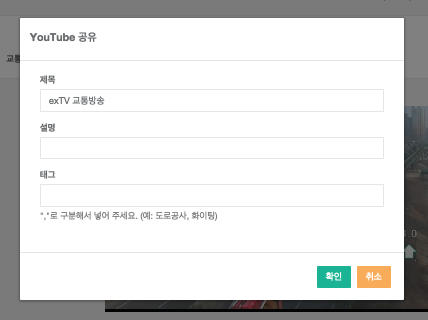 YouTube 공유
교통
제목
exTV 교통방송
설명
태그
","로 구분해서 넣어 주세요. (예: 도로공사, 화이팅)
1.0
확인
취소